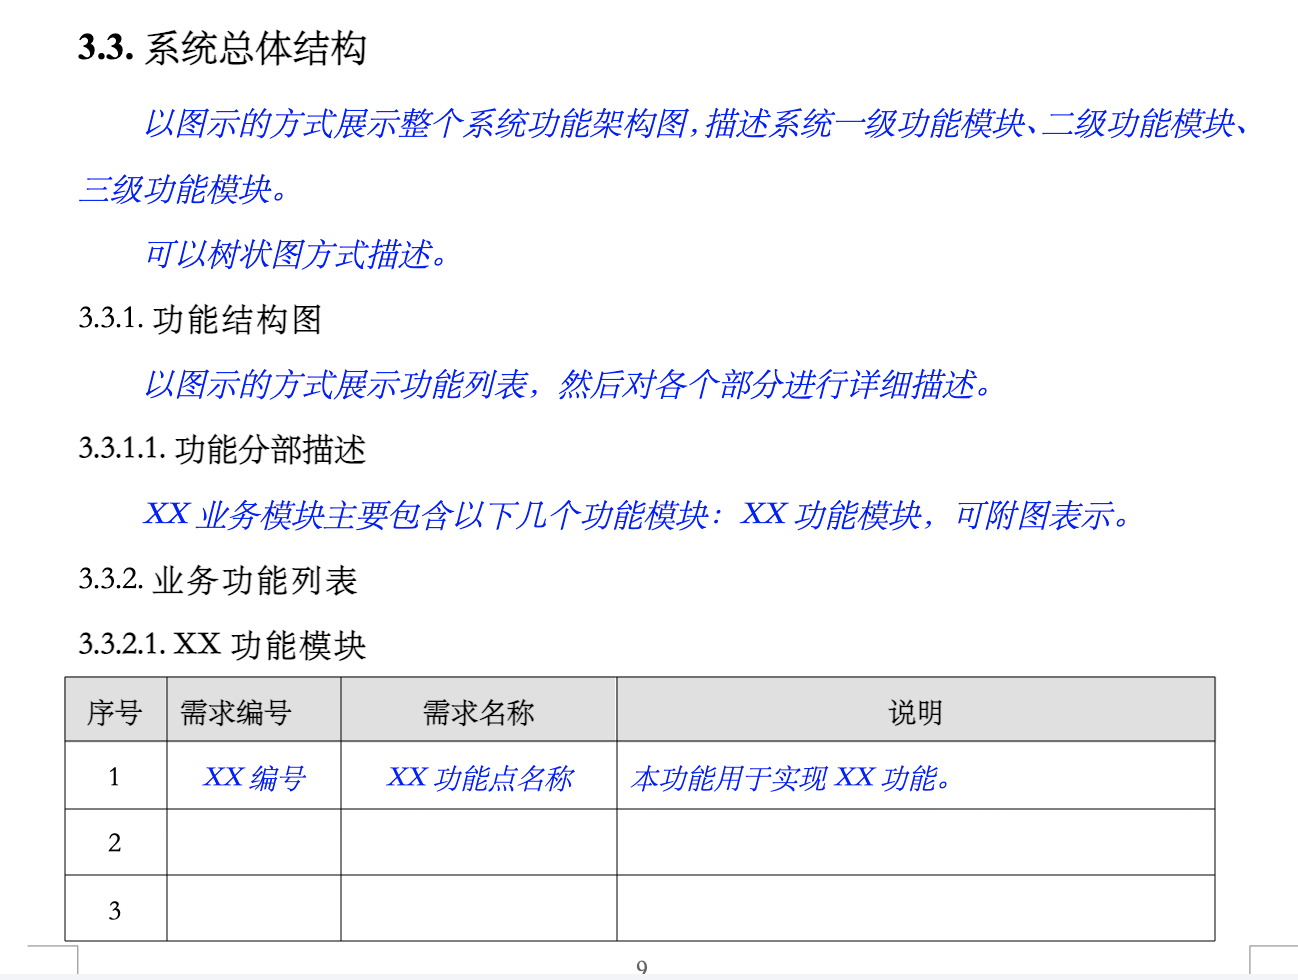 3.3. 系统总体结构
以图示的方式展示整个系统功能架构图，描述系统一级功能模块、二级功能模块、
三级功能模块。
可以树状图方式描述。
3.3.1. 功能结构图
以图示的方式展示功能列表，然后对各个部分进行详细描述。
3.3.1.1. 功能分部描述
XX 业务模块主要包含以下几个功能模块：XX 功能模块，可附图表示。
3.3.2. 业务功能列表
3.3.2.1. XX 功能模块
序号 需求编号 需求名称 说明
1 XX 编号 XX 功能点名称 本功能用于实现 XX 功能。
2
3
9